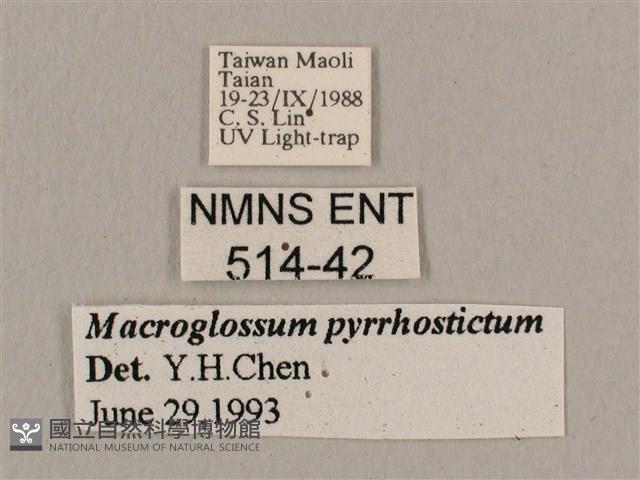 Taiwan Maoli
Taian
19-23/IX/1988
C. S. Lin
UV Light-trap
NMNS ENT
514-42
Macroglossum pyrrhostictum
Det. Y.H.Chen
June 29,1993
國立自然科學博物館
NATIONAL MUSEUM OF NATURAL SCIENCE